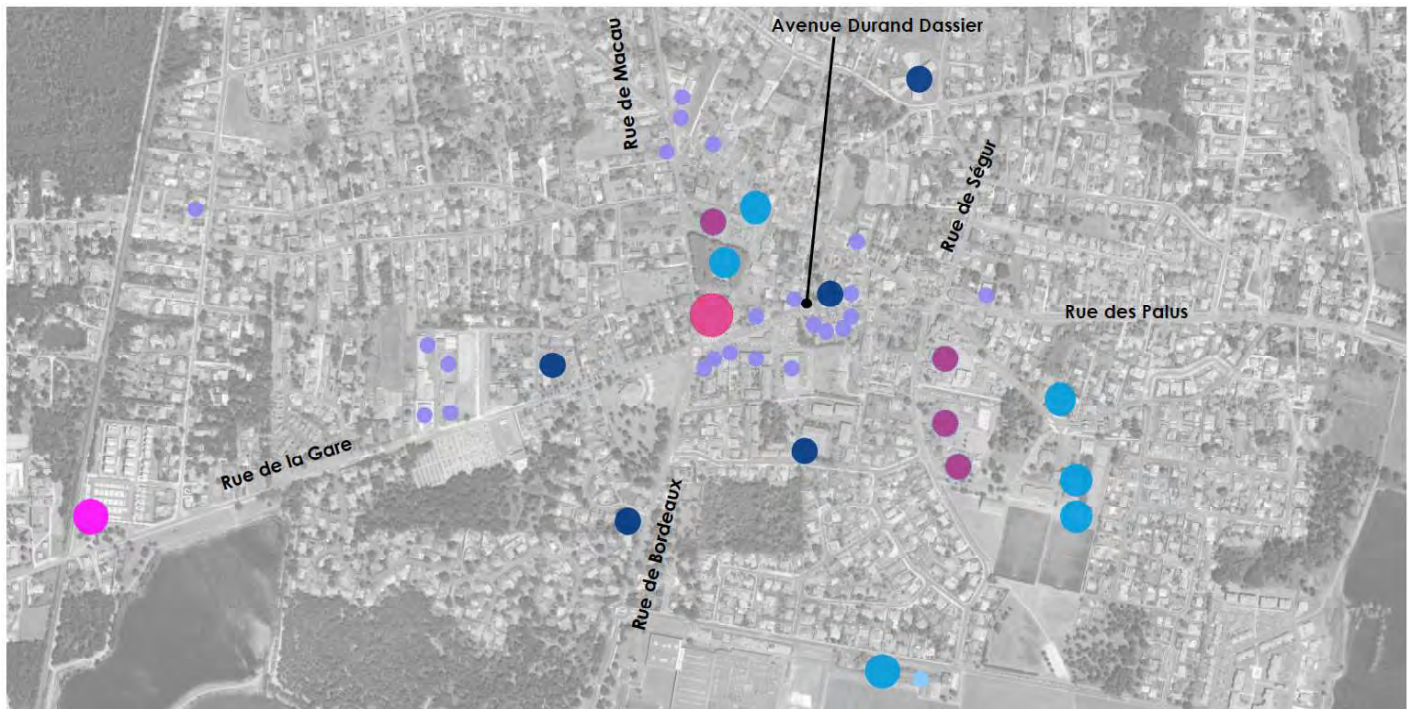 Avenue Durand Dassier
Rue de Macau
Rue de Ségur
Rue des Palus
Rue de la Gare
Rue de Bordeaux